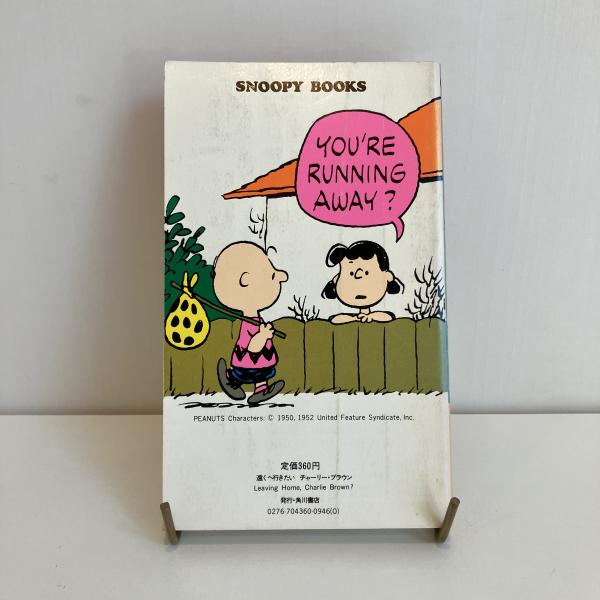 SNOOPY BOOKS
YOU'RE
RUNNING
AWAY?
PEANUTS Characters: © 1950, 1952 United Feature Syndicate, Inc.
定価360円
遠くへ行きたい チャーリー・ブラウン
Leaving Home, Charlie Brown?
発行・角川書店
0276-704360-0946(0)